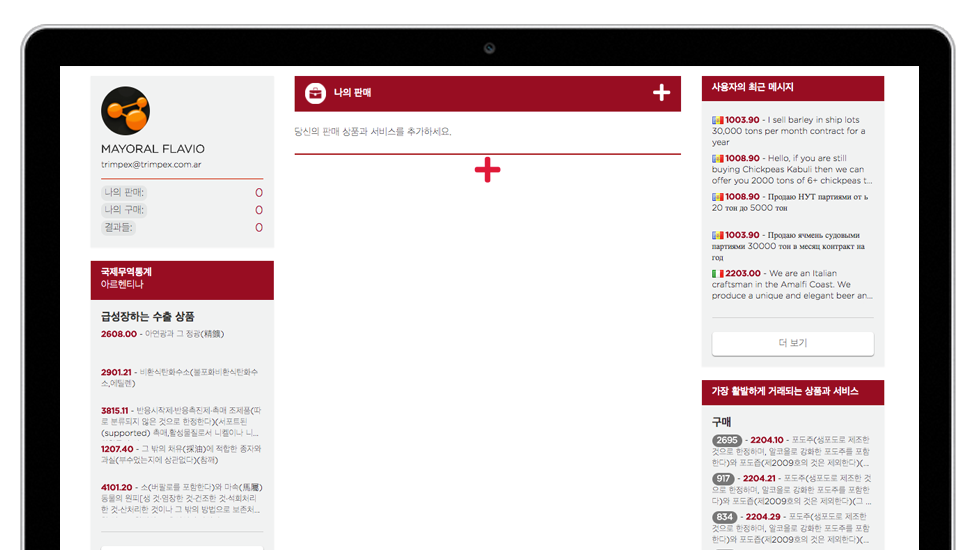 MAYORAL FLAVIO
trimpex@trimpex.com.ar
나의 판매: 0
나의 구매: 0
결과들: 0
국제무역통계
아르헨티나
급성장하는 수출 상품
2608.00 - 아연광과 그 정광(精鑛)
2901.21 - 비환식탄화수소(불포화비환식탄화수
소,에틸렌)
3815.11 - 반응시작제·반응촉진제·촉매 조제품(따
로 분류되지 않은 것으로 한정한다)(서포트된
(supported) 촉매,활성물질로서 니켈이나 니...
1207.40 - 그 밖의 채유(採油)에 적합한 종자와
과실(부수었는지에 상관없다)(참깨)
4101.20 - 소(버팔로를 포함한다)와 마속(馬屬)
동물의 원피[생 것·염장한 것·건조한 것·석회처리
한 것·산처리한 것이나 그 밖의 방법으로 보존처...
나의 판매
당신의 판매 상품과 서비스를 추가하세요.
사용자의 최근 메시지
1003.90 - I sell barley in ship lots
30,000 tons per month contract for a
year
1008.90 - Hello, if you are still
buying Chickpeas Kabuli then we can
offer you 2000 tons of 6+ chickpeas t...
1008.90 - Продаю НУТ партиями от ь
20 тон до 5000 тон
1003.90 - Продаю ячмень судовыми
партиями 30000 тон в месяц контракт на
год
2203.00 - We are an Italian
craftsman in the Amalfi Coast. We
produce a unique and elegant beer an...
더 보기
가장 활발하게 거래되는 상품과 서비스
구매
2695 - 2204.10 - 포도주(생포도로 제조한
것으로 한정하며, 알코올로 강화한 포도주를 포함
한다)와 포도즙(제2009호의 것은 제외한다)(...
917 - 2204.21 - 포도주(생포도로 제조한 것
으로 한정하며, 알코올로 강화한 포도주를 포함한
다)와 포도즙(제2009호의 것은 제외한다)(그 ...
834 - 2204.29 - 포도주(생포도로 제조한
것으로 한정하며, 알코올로 강화한 포도주를 포함
한다)와 포도즙(제2009호의 것은 제외한다)(...